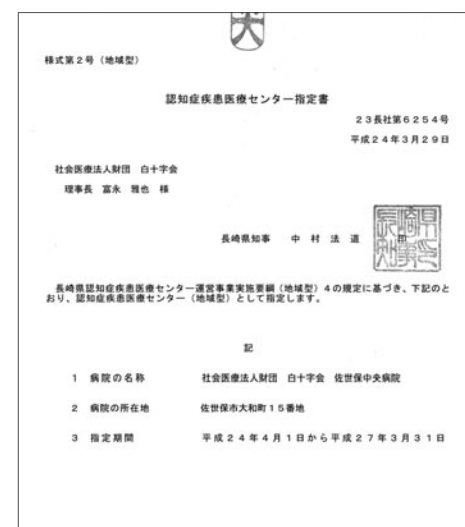 様式第２号（地域型）
認知症疾患医療センター指定書
２３長社第６２５４号
平成２４年３月２９日
社会医療法人財団　白十字会
理事長　富永　雅也　様
長崎県知事　中村法道　印
長崎県認知症疾患医療センター運営事業実施要綱（地域型）４の規定に基づき、下記のと
おり、認知症疾患医療センター（地域型）として指定します。
記
１　病院の名称　社会医療法人財団　白十字会　佐世保中央病院
２　病院の所在地　佐世保市大和町１５番地
３　指定期間　平成２４年４月１日から平成２７年３月３１日